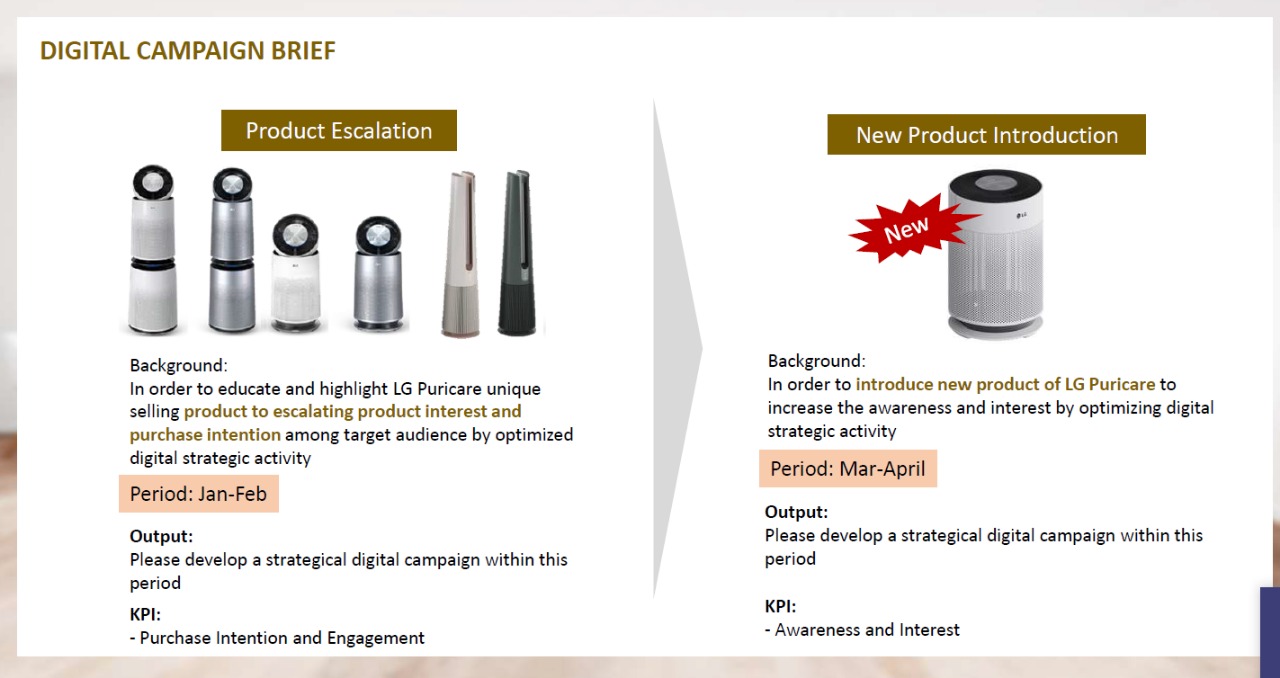 DIGITAL CAMPAIGN BRIEF
Product Escalation
Background:
In order to educate and highlight LG Puricare unique
selling product to escalating product interest and
purchase intention among target audience by optimized
digital strategic activity
Period: Jan-Feb
Output:
Please develop a strategical digital campaign within this
period
KPI:
- Purchase Intention and Engagement
New Product Introduction
New
LG
Background:
In order to introduce new product of LG Puricare to
increase the awareness and interest by optimizing digital
strategic activity
Period: Mar-April
Output:
Please develop a strategical digital campaign within this
period
KPI:
- Awareness and Interest